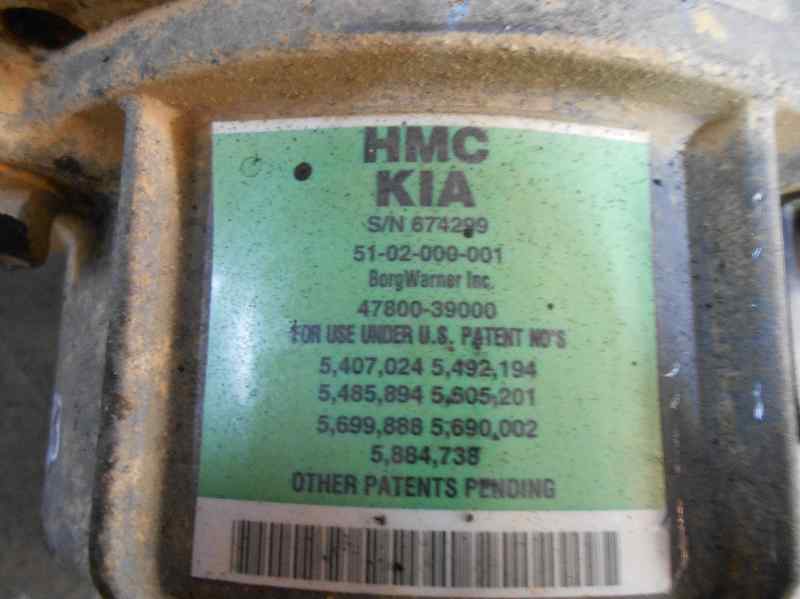 HMC
KIA
S/N 674299
51-02-000-001
BorgWarner Inc.
47800-39000
FOR USE UNDER U.S. PATENT NO'S
5,407,024 5,492,194
5,485,894 5,605,201
5,699,888 5,690,002
5,884,738
OTHER PATENTS PENDING